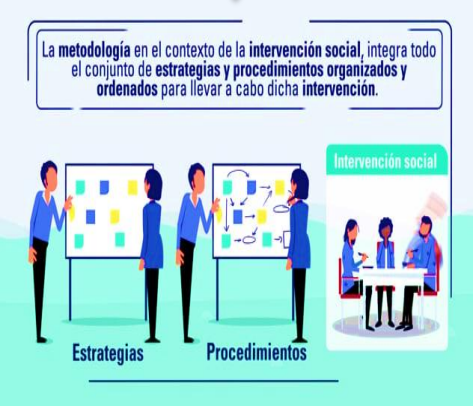 La metodología en el contexto de la intervención social, integra todo
el conjunto de estrategias y procedimientos organizados y
ordenados para llevar a cabo dicha intervención.
Intervención social
Estrategias
Procedimientos